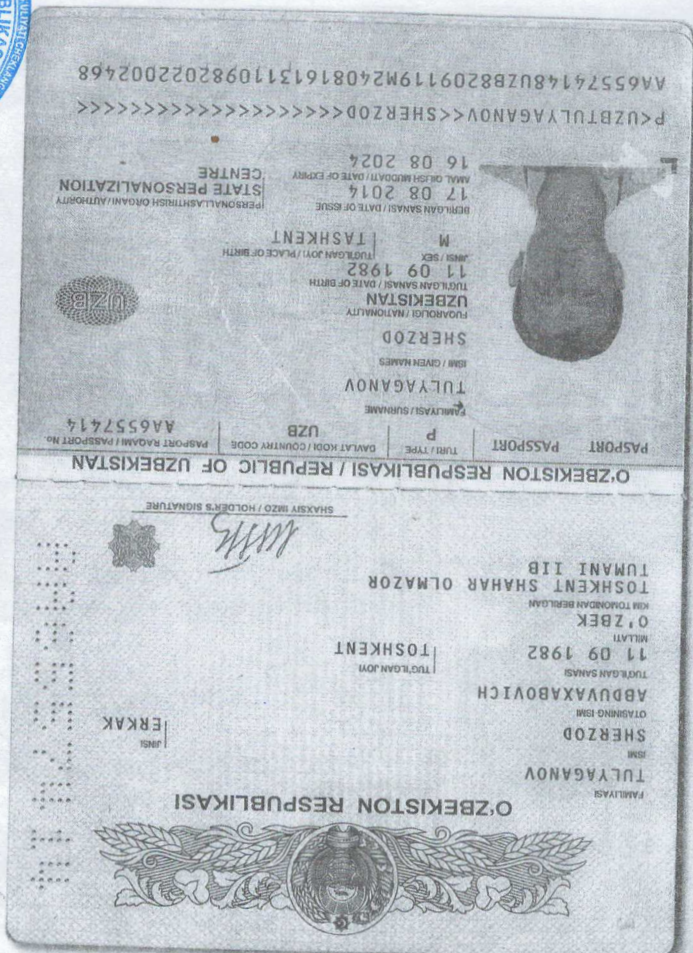 O'ZBEKISTON RESPUBLIKASI
FAMILIYASI
TULYAGANOV
ISMI
SHERZOD
JINSI
ERKAK
OTASINING ISMI
ABDUVAXABOVICH
TUG'ILGAN SANASI
11 09 1982
TUG'ILGAN JOYI
TOSHKENT
MILLATI
O'ZBEK
KIM TOMONIDAN BERILGAN
TOSHKENT SHAHAR OLMAZOR
TUMANI IIB
SHAXSIY IMZO / HOLDER'S SIGNATURE
O'ZBEKISTON RESPUBLIKASI / REPUBLIC OF UZBEKISTAN
PASPORT PASSPORT
TURI / TYPE
P
DAVLAT KODI / COUNTRY CODE
UZB
PASPORT RAQAMI / PASSPORT No
AA6557414
FAMILIYASI / SURNAME
TULYAGANOV
ISMI / GIVEN NAMES
SHERZOD
FUQAROLIGI / NATIONALITY
UZBEKISTAN
TUG'ILGAN SANASI / DATE OF BIRTH
11 09 1982
JINSI / SEX
M
TUG'ILGAN JOYI / PLACE OF BIRTH
TASHKENT
BERILGAN SANASI / DATE OF ISSUE
17 08 2014
AMAL QILISH MUDDATI / DATE OF EXPIRY
16 08 2024
PERSONALLASHTIRISH ORGANI / AUTHORITY
STATE PERSONALIZATION
CENTRE
UZB
P<UZBTULYAGANOV<<SHERZOD<<<<<<<<<<<<<<<<<<<<
AA65574148UZB8209119M24081613110982022002468